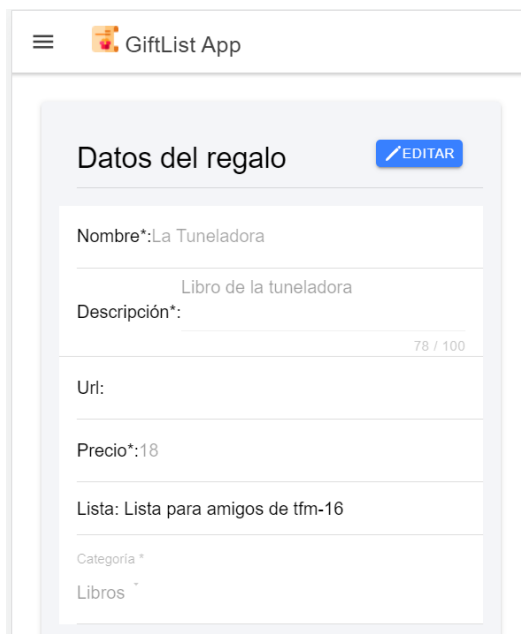 GiftList App
Datos del regalo
EDITAR
Nombre*:La Tuneladora
Libro de la tuneladora
Descripción*:
78 / 100
Url:
Precio*:18
Lista: Lista para amigos de tfm-16
Categoría *
Libros